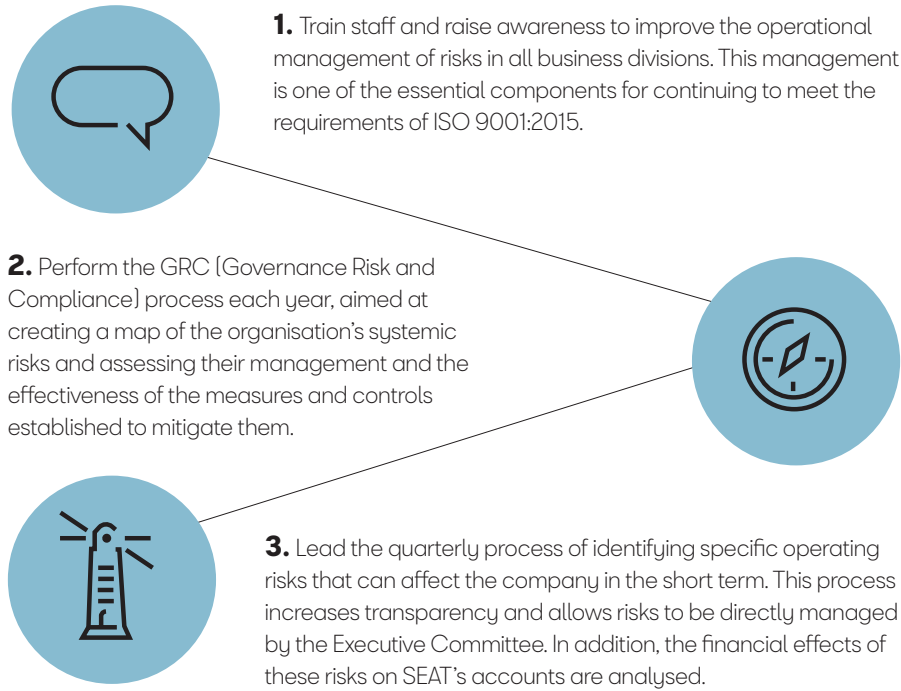 1. Train staff and raise awareness to improve the operational
management of risks in all business divisions. This management
is one of the essential components for continuing to meet the
requirements of ISO 9001:2015.
2. Perform the GRC (Governance Risk and
Compliance) process each year, aimed at
creating a map of the organisation's systemic
risks and assessing their management and the
effectiveness of the measures and controls
established to mitigate them.
3. Lead the quarterly process of identifying specific operating
risks that can affect the company in the short term. This process
increases transparency and allows risks to be directly managed
by the Executive Committee. In addition, the financial effects of
these risks on SEAT's accounts are analysed.